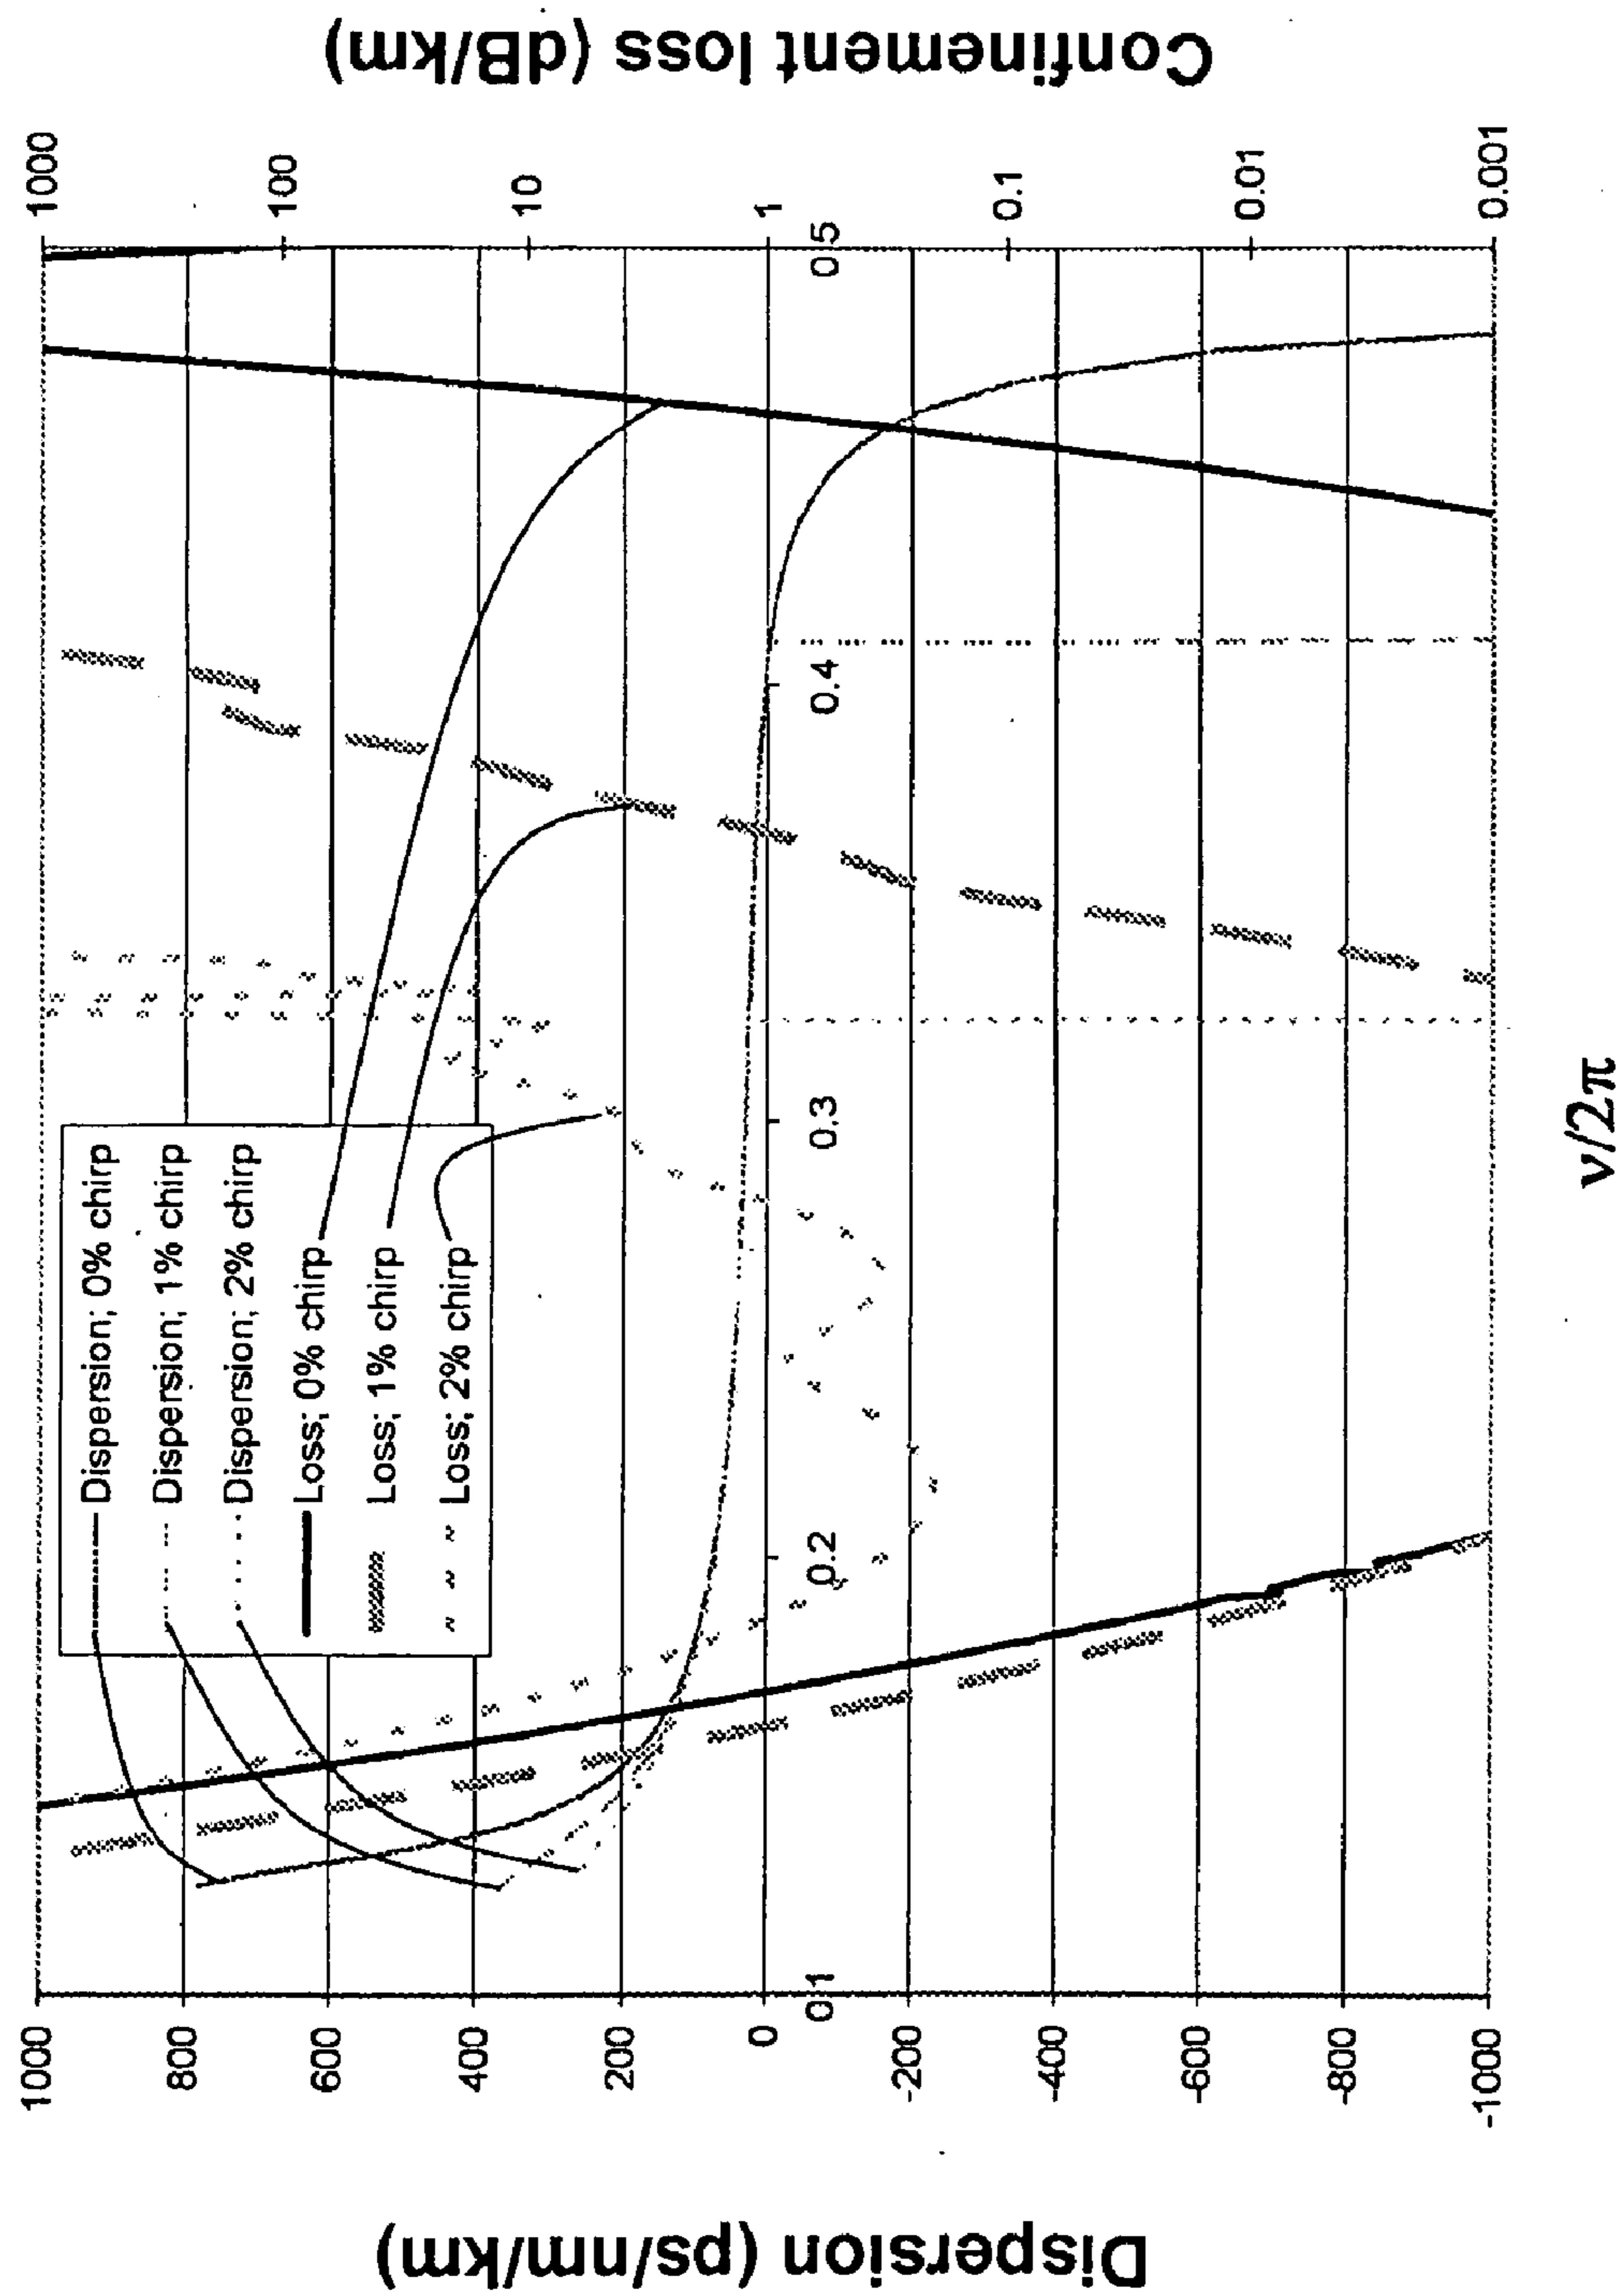 Dispersion (ps/nm/km)
1000
800
600
400
200
0
-200
-400
-600
-800
-1000
Dispersion; 0% chirp
Dispersion; 1% chirp
Dispersion; 2% chirp
Loss; 0% chirp
Loss; 1% chirp
Loss; 2% chirp
0.1
0.2
0.3
0.4
0.5
ν/2π
1000
100
10
1
0.1
0.01
0.001
Confinement loss (dB/km)